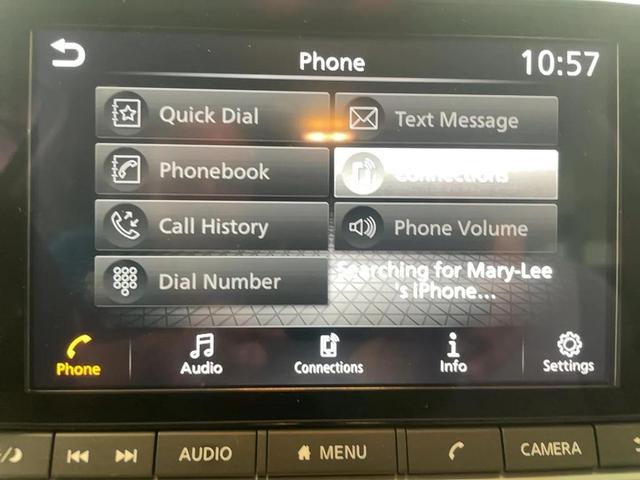 Phone
10:57
Quick Dial
Text Message
Phonebook
Connections
Call History
Phone Volume
Dial Number
Searching for Mary-Lee
's iPhone...
Phone
Audio
Connections
Info
Settings
AUDIO
MENU
CAMERA